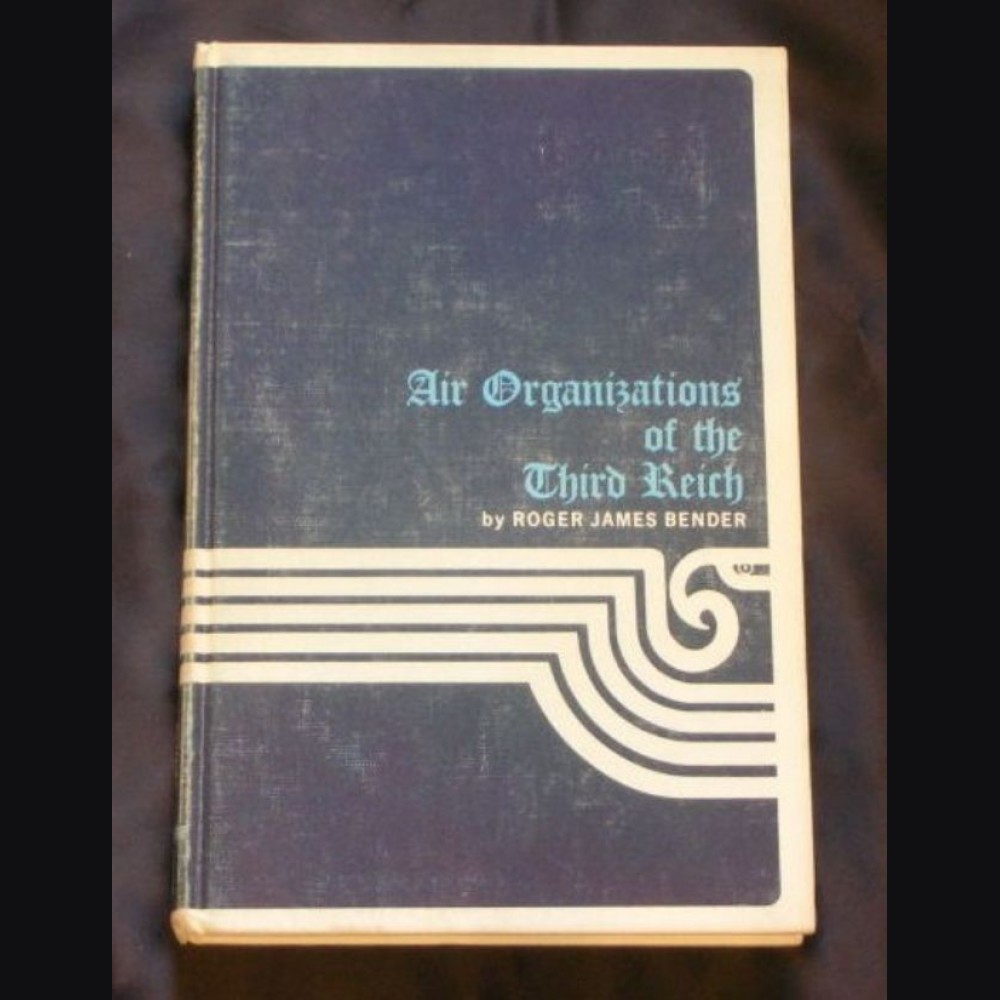 Air Organizations
of the
Third Reich
by ROGER JAMES BENDER